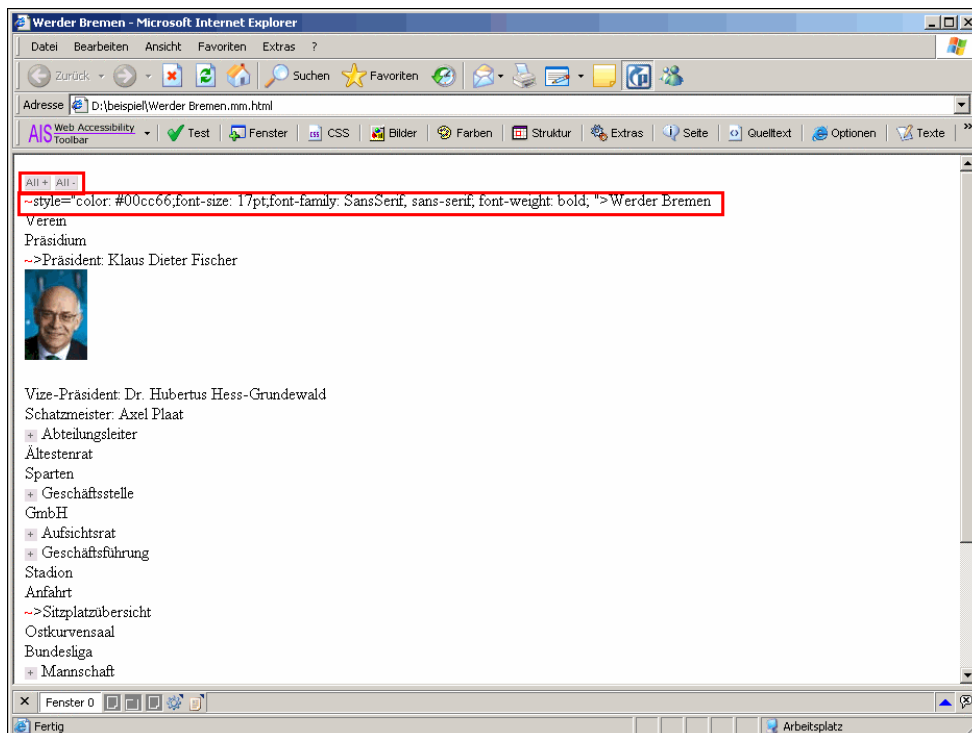 Werder Bremen - Microsoft Internet Explorer
Datei Bearbeiten Ansicht Favoriten Extras ?
Zurück Suchen Favoriten
Adresse D:\beispiel\Werder Bremen.mm.html
AIS Web Accessibility Toolbar Test Fenster css CSS Bilder Farben Struktur Extras Seite Quelltext Optionen Texte »
All + All -
~style="color: #00cc66;font-size: 17pt;font-family: SansSerif, sans-serif; font-weight: bold; ">Werder Bremen
Verein
Präsidium
~>Präsident: Klaus Dieter Fischer
Vize-Präsident: Dr. Hubertus Hess-Grundewald
Schatzmeister: Axel Plaat
+ Abteilungsleiter
Ältestenrat
Sparten
+ Geschäftsstelle
GmbH
+ Aufsichtsrat
+ Geschäftsführung
Stadion
Anfahrt
~>Sitzplatzübersicht
Ostkurvensaal
Bundesliga
+ Mannschaft
Fenster 0
Fertig Arbeitsplatz